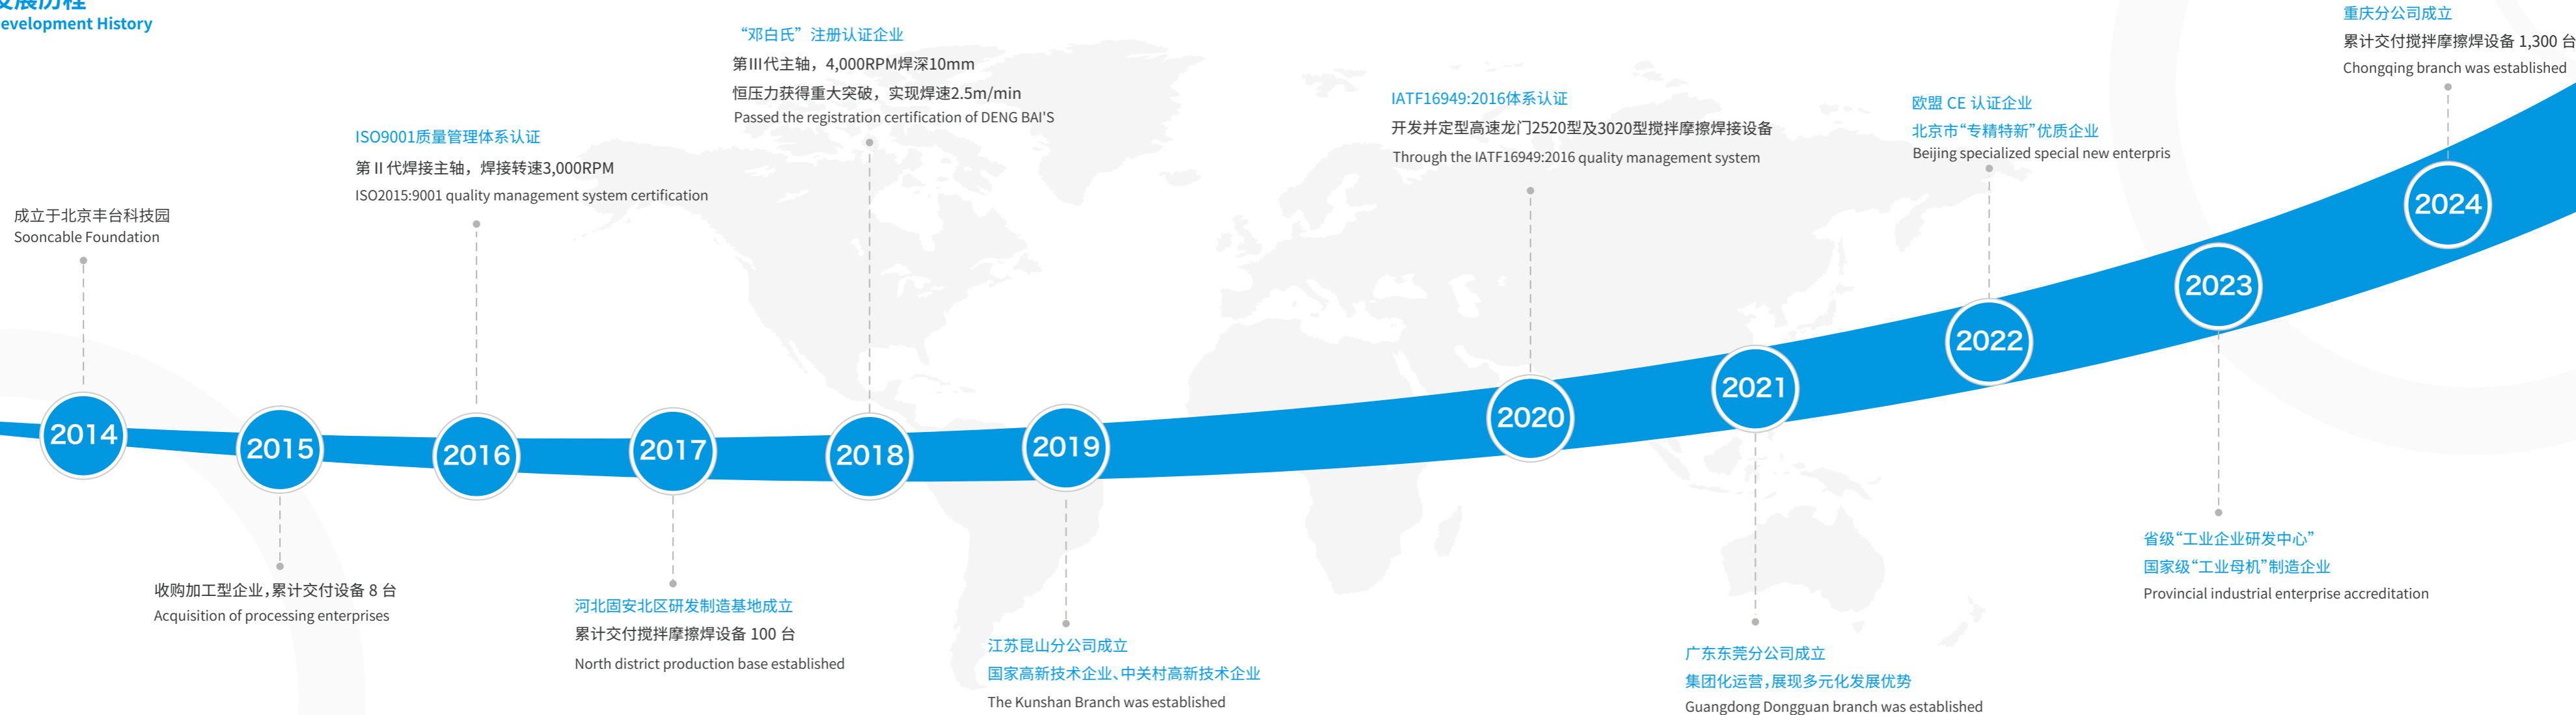 发展历程
evelopment History
成立于北京丰台科技园
Sooncable Foundation
2014
2015
收购加工型企业,累计交付设备 8 台
Acquisition of processing enterprises
ISO9001质量管理体系认证
第 II 代焊接主轴，焊接转速3,000RPM
ISO2015:9001 quality management system certification
2016
2017
河北固安北区研发制造基地成立
累计交付搅拌摩擦焊设备 100 台
North district production base established
“邓白氏”注册认证企业
第III代主轴，4,000RPM焊深10mm
恒压力获得重大突破，实现焊速2.5m/min
Passed the registration certification of DENG BAI'S
2018
2019
江苏昆山分公司成立
国家高新技术企业、中关村高新技术企业
The Kunshan Branch was established
IATF16949:2016体系认证
开发并定型高速龙门2520型及3020型搅拌摩擦焊接设备
Through the IATF16949:2016 quality management system
2020
2021
广东东莞分公司成立
集团化运营,展现多元化发展优势
Guangdong Dongguan branch was established
欧盟 CE 认证企业
北京市“专精特新”优质企业
Beijing specialized special new enterpris
2022
2023
省级“工业企业研发中心”
国家级“工业母机”制造企业
Provincial industrial enterprise accreditation
重庆分公司成立
累计交付搅拌摩擦焊设备 1,300 台
Chongqing branch was established
2024